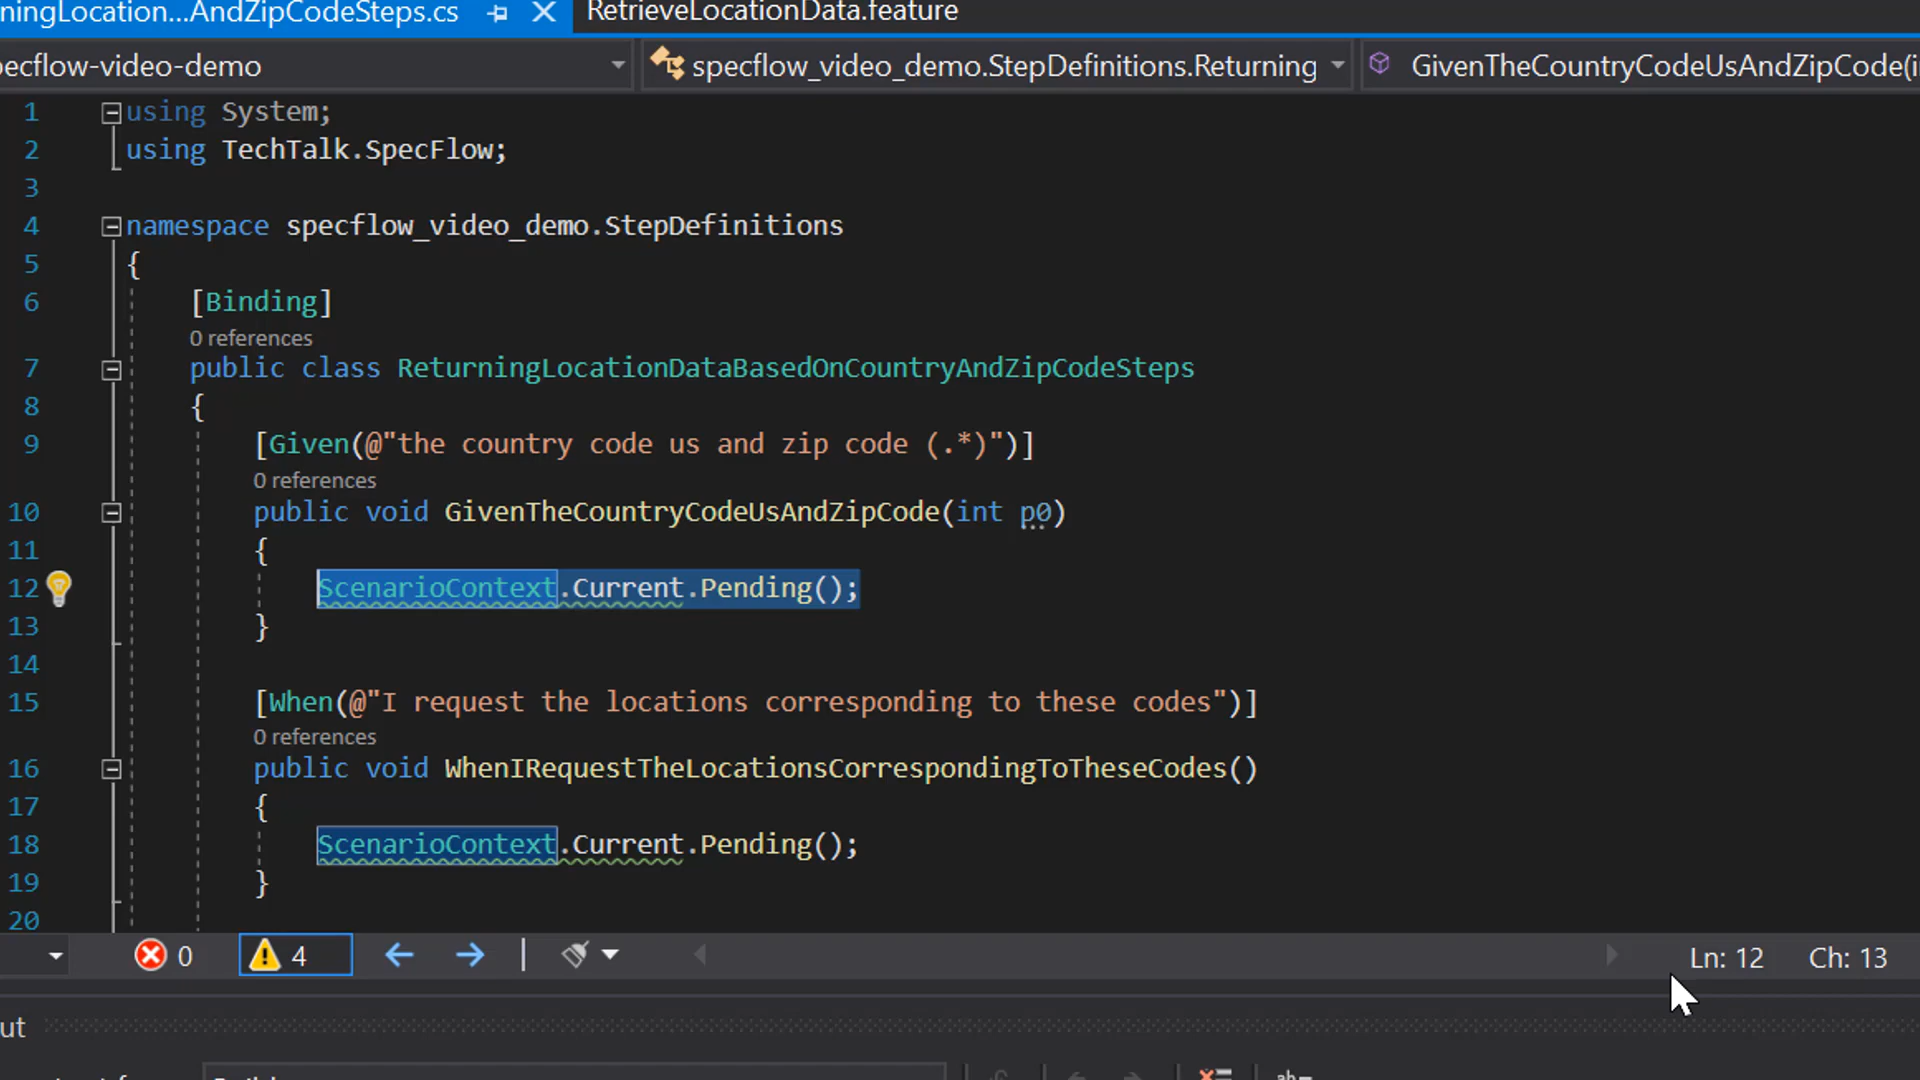 ningLocation...AndZipCodeSteps.cs
RetrieveLocationData.feature
pecflow-video-demo
specflow_video_demo.StepDefinitions.Returning
GivenTheCountryCodeUsAndZipCode(i
1 using System;
2 using TechTalk.SpecFlow;
3
4 namespace specflow_video_demo.StepDefinitions
5 {
6 [Binding]
0 references
7 public class ReturningLocationDataBasedOnCountryAndZipCodeSteps
8 {
9 [Given(@"the country code us and zip code (.*)")]
0 references
10 public void GivenTheCountryCodeUsAndZipCode(int p0)
11 {
12 ScenarioContext.Current.Pending();
13 }
14
15 [When(@"I request the locations corresponding to these codes")]
0 references
16 public void WhenIRequestTheLocationsCorrespondingToTheseCodes()
17 {
18 ScenarioContext.Current.Pending();
19 }
20
0 4 Ln: 12 Ch: 13
ut